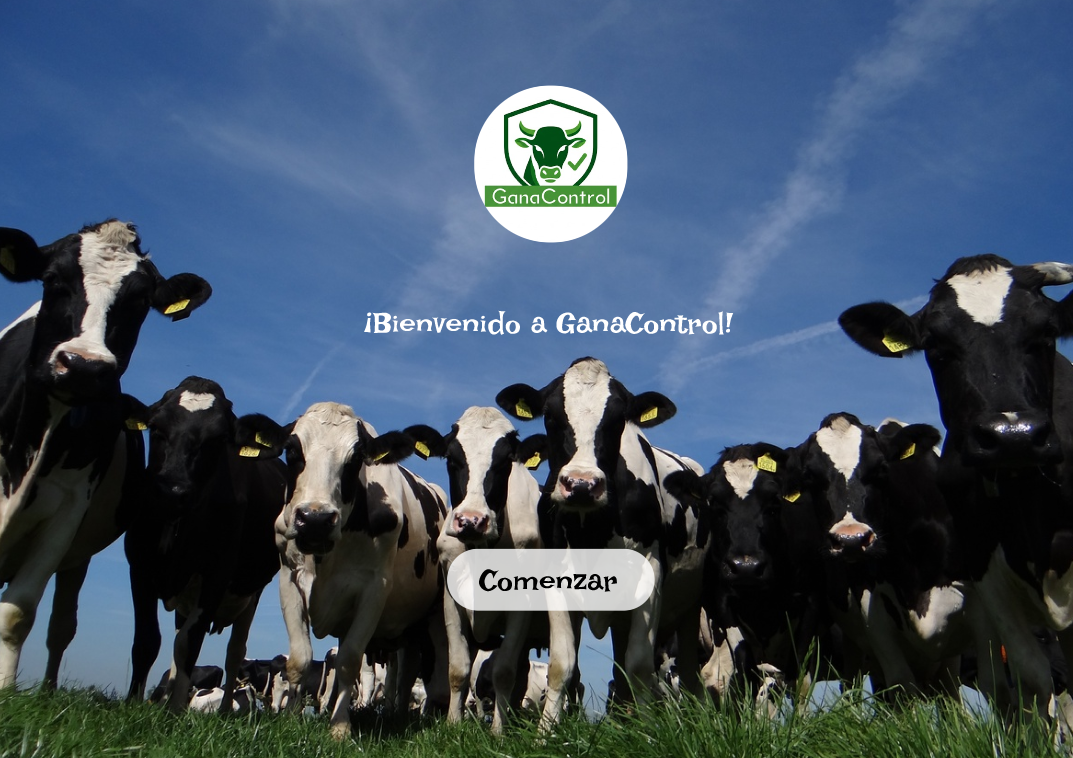 GanaControl
¡Bienvenido a GanaControl!
Comenzar